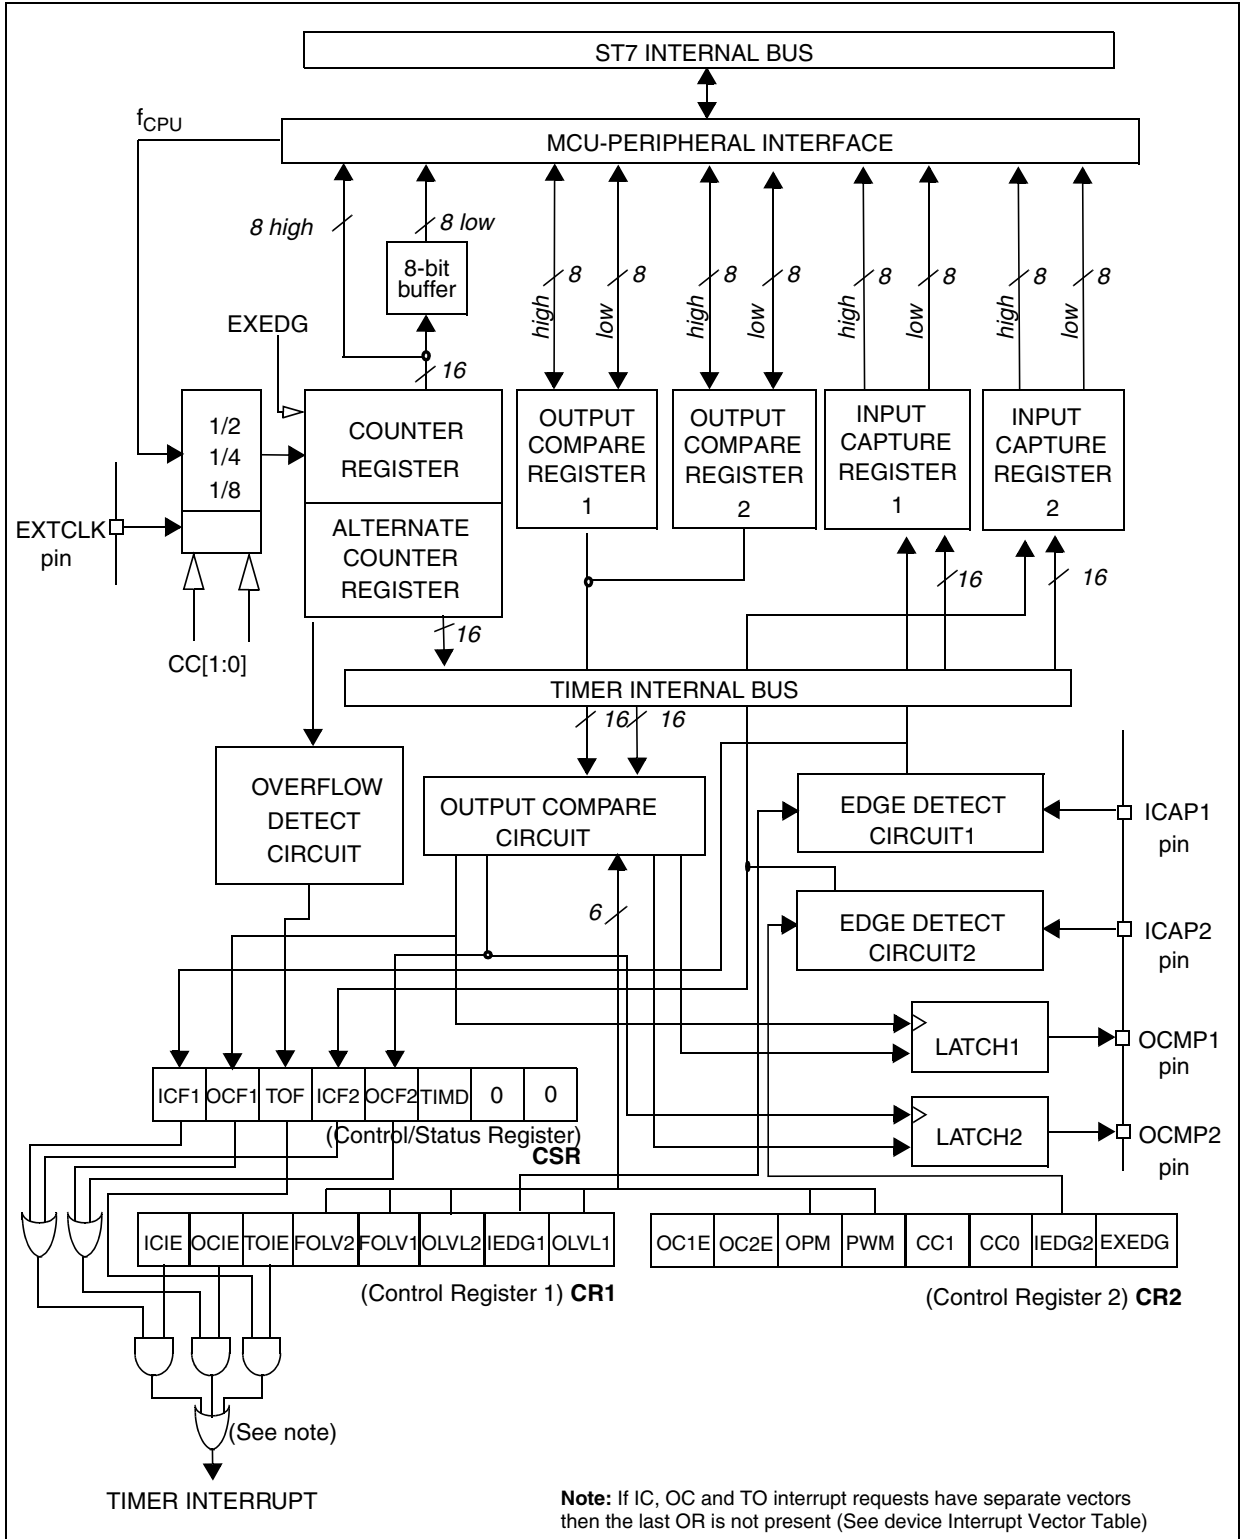 ST7 INTERNAL BUS
fCPU
MCU-PERIPHERAL INTERFACE
8 high
8 low
8-bit
buffer
8
8
8
8
8
8
8
8
high
low
high
low
high
low
high
low
EXEDG
16
1/2
1/4
1/8
COUNTER
REGISTER
OUTPUT
COMPARE
REGISTER
1
OUTPUT
COMPARE
REGISTER
2
INPUT
CAPTURE
REGISTER
1
INPUT
CAPTURE
REGISTER
2
EXTCLK
pin
ALTERNATE
COUNTER
REGISTER
16
16
16
CC[1:0]
TIMER INTERNAL BUS
16
16
OVERFLOW
DETECT
CIRCUIT
OUTPUT COMPARE
CIRCUIT
EDGE DETECT
CIRCUIT1
ICAP1
pin
6
EDGE DETECT
CIRCUIT2
ICAP2
pin
LATCH1
OCMP1
pin
ICF1 OCF1 TOF ICF2 OCF2 TIMD 0 0
(Control/Status Register)
CSR
LATCH2
OCMP2
pin
ICIE OCIE TOIE FOLV2 FOLV1 OLVL2 IEDG1 OLVL1
OC1E OC2E OPM PWM CC1 CC0 IEDG2 EXEDG
(Control Register 1) CR1
(Control Register 2) CR2
(See note)
TIMER INTERRUPT
Note: If IC, OC and TO interrupt requests have separate vectors
then the last OR is not present (See device Interrupt Vector Table)